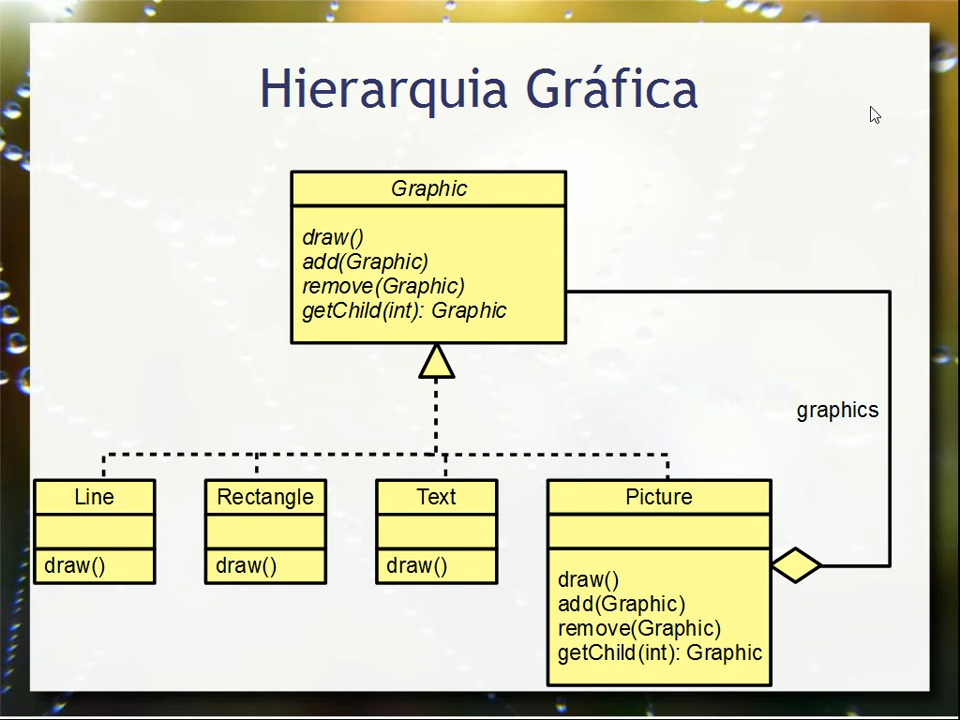 Hierarquia Gráfica
Graphic
draw()
add(Graphic)
remove(Graphic)
getChild(int): Graphic
graphics
Line
draw()
Rectangle
draw()
Text
draw()
Picture
draw()
add(Graphic)
remove(Graphic)
getChild(int): Graphic